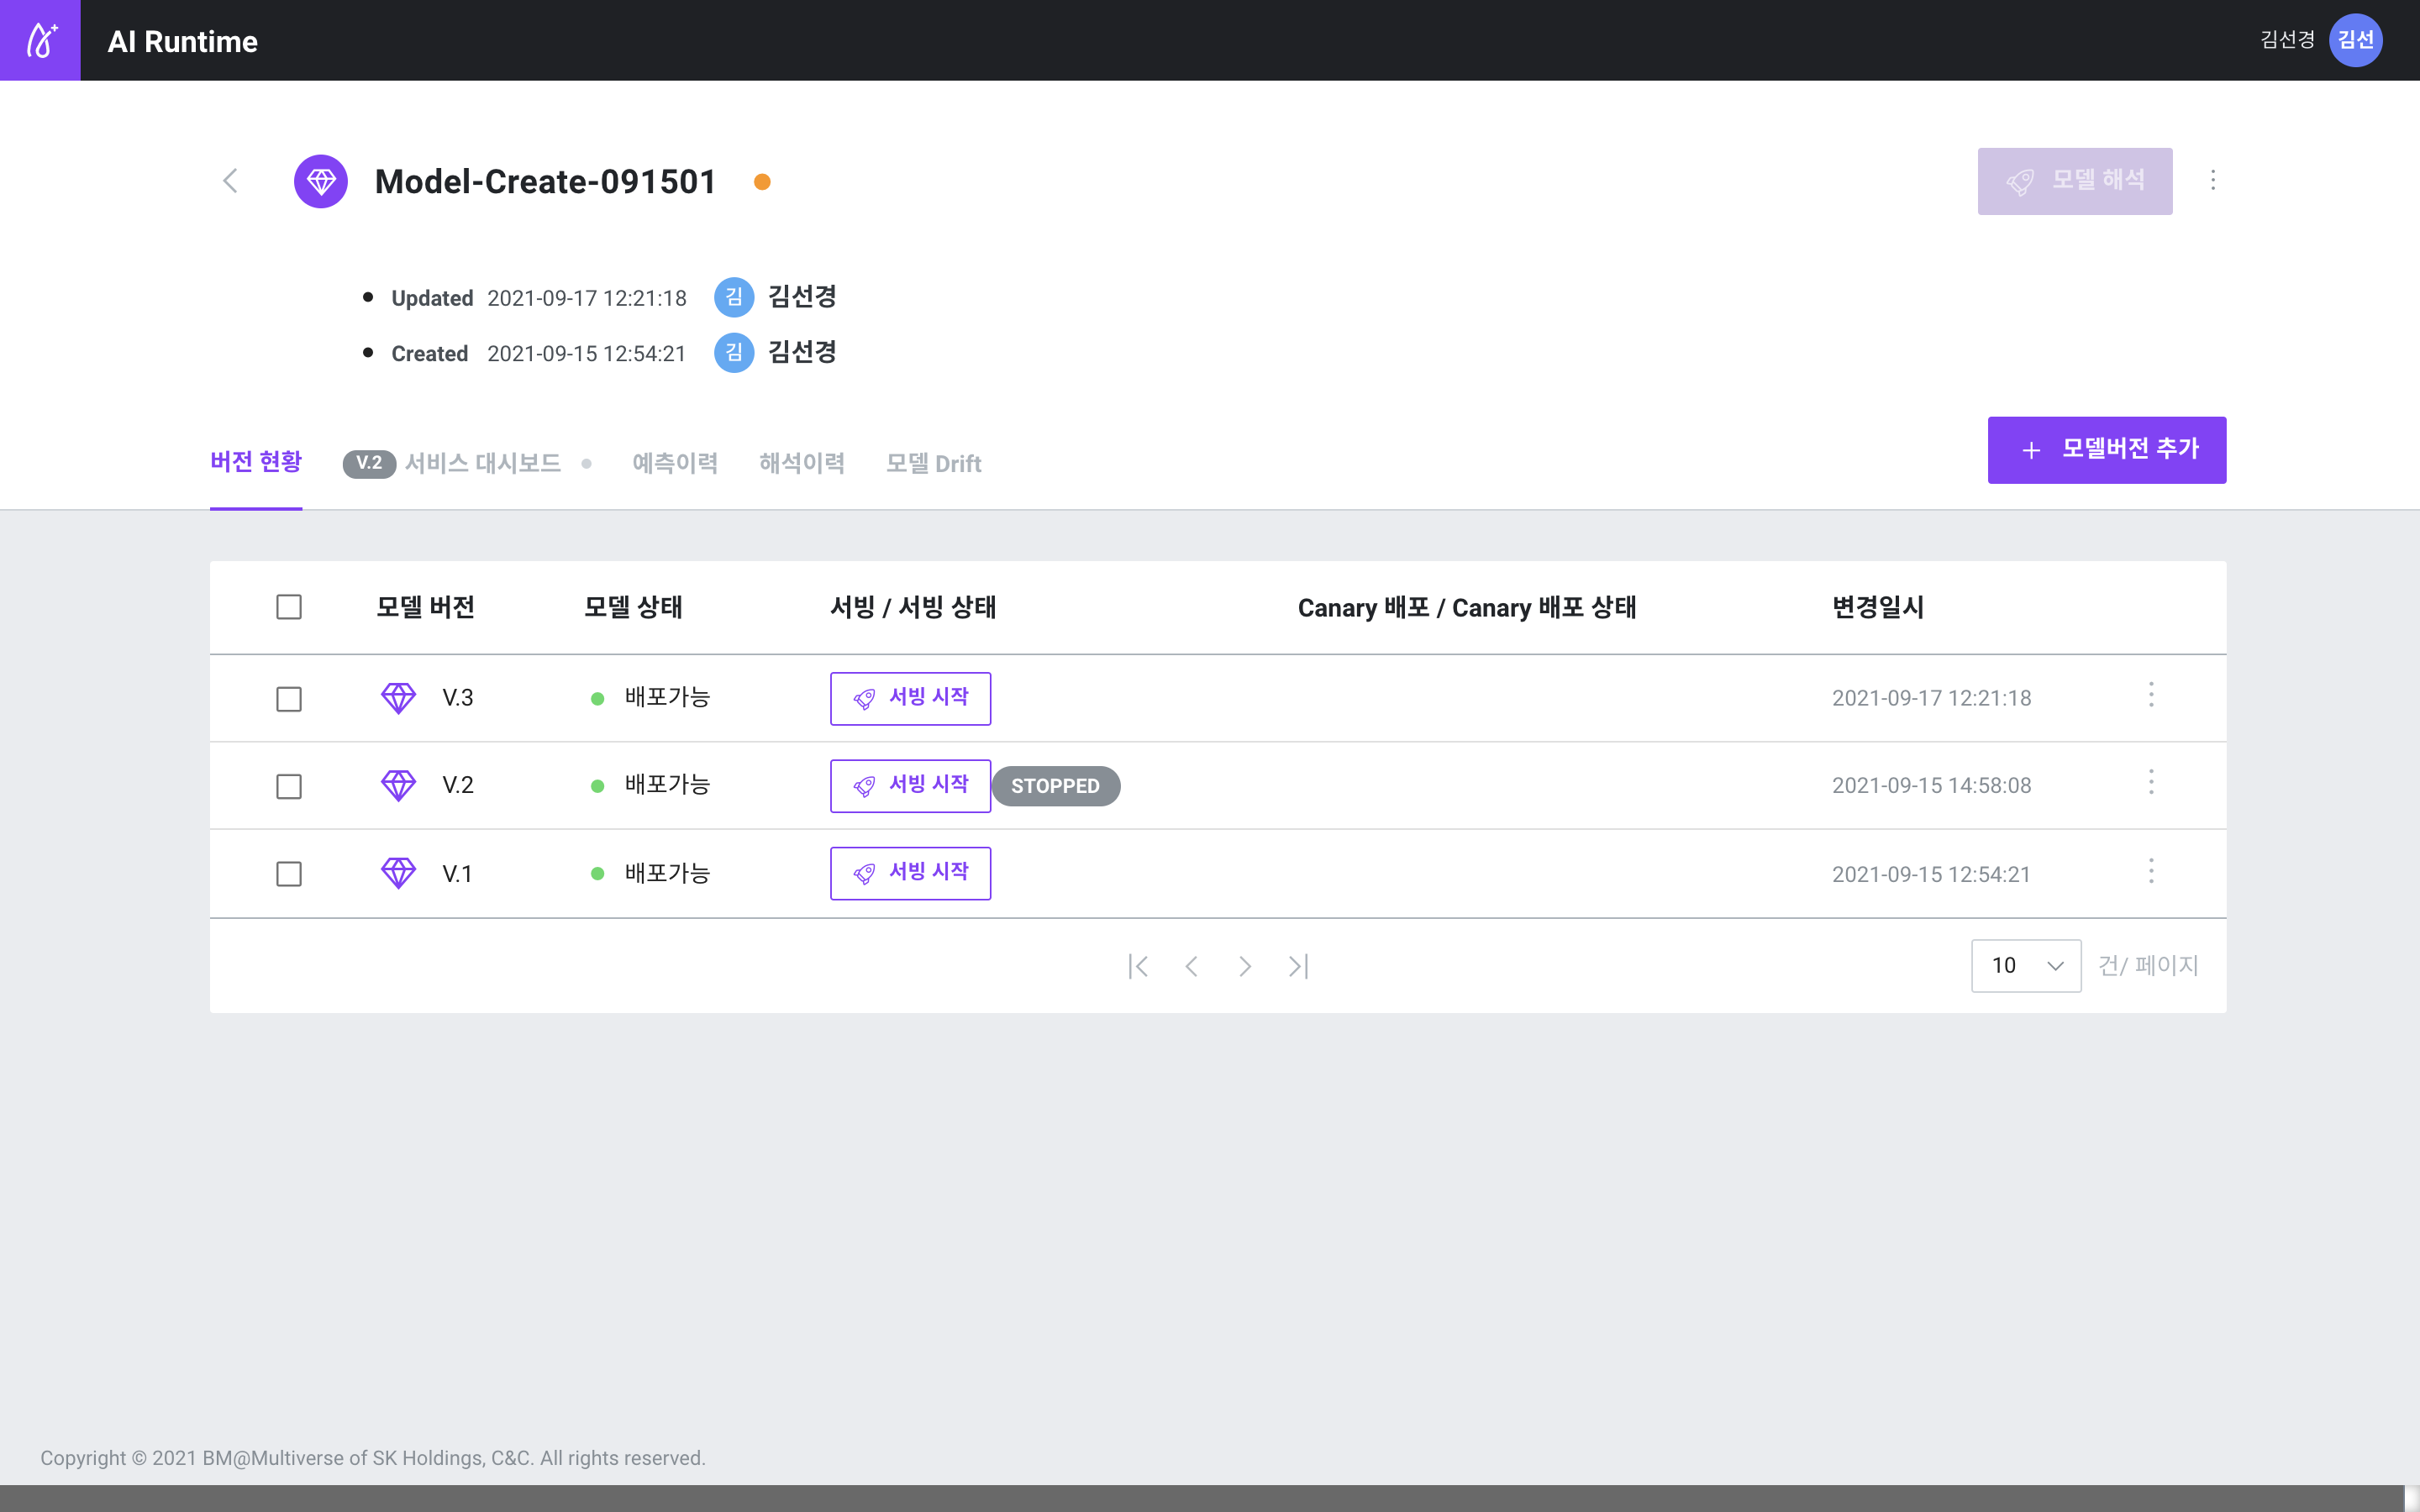 AI Runtime
김선경 김선
Model-Create-091501
모델 해석
Updated 2021-09-17 12:21:18 김 김선경
Created 2021-09-15 12:54:21 김 김선경
버전 현황 V.2 서비스 대시보드 예측이력 해석이력 모델 Drift
+ 모델버전 추가
모델 버전 모델 상태 서빙 / 서빙 상태 Canary 배포 / Canary 배포 상태 변경일시
V.3 배포가능 서빙 시작 2021-09-17 12:21:18
V.2 배포가능 서빙 시작 STOPPED 2021-09-15 14:58:08
V.1 배포가능 서빙 시작 2021-09-15 12:54:21
10 건/ 페이지
Copyright © 2021 BM@Multiverse of SK Holdings, C&C. All rights reserved.